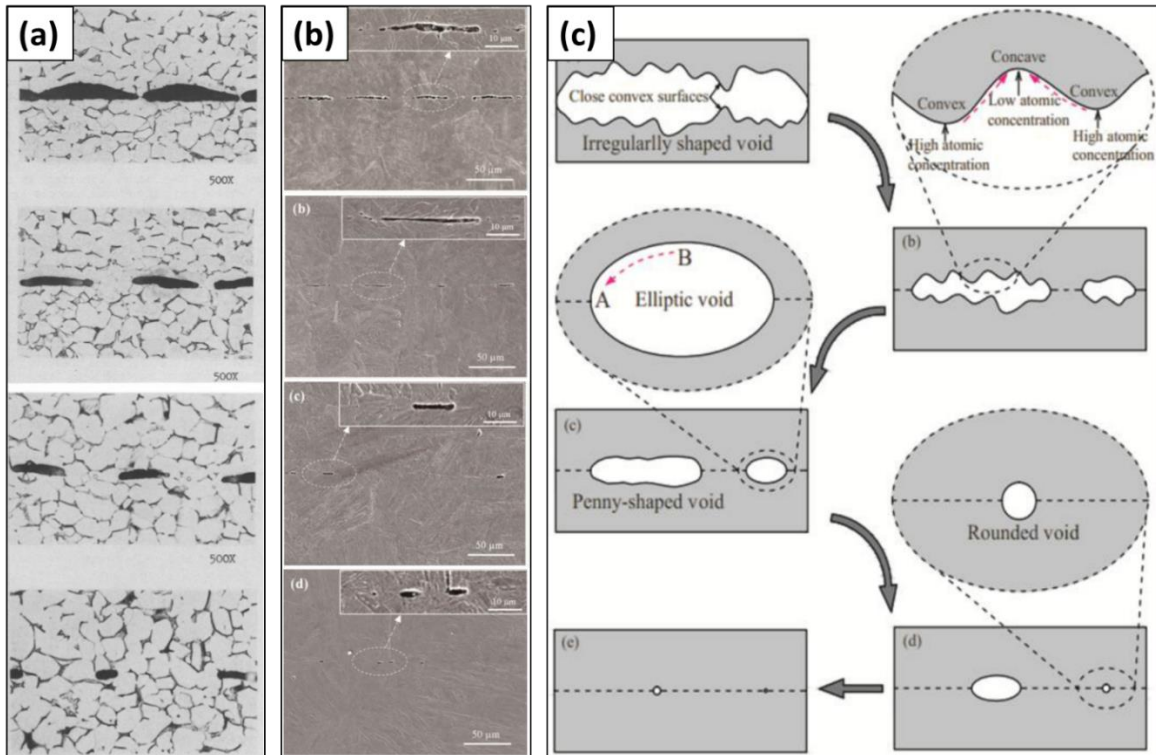 (a)
500X
500X
500X
(b)
10 µm
50 µm
(b)
10 µm
50 µm
(c)
10 µm
50 µm
(d)
10 µm
50 µm
(c)
Close convex surfaces
Irregularlly shaped void
Concave
Convex
Convex
Low atomic
concentration
High atomic
concentration
High atomic
concentration
(b)
B
A
Elliptic void
(c)
Penny-shaped void
Rounded void
(d)
(e)